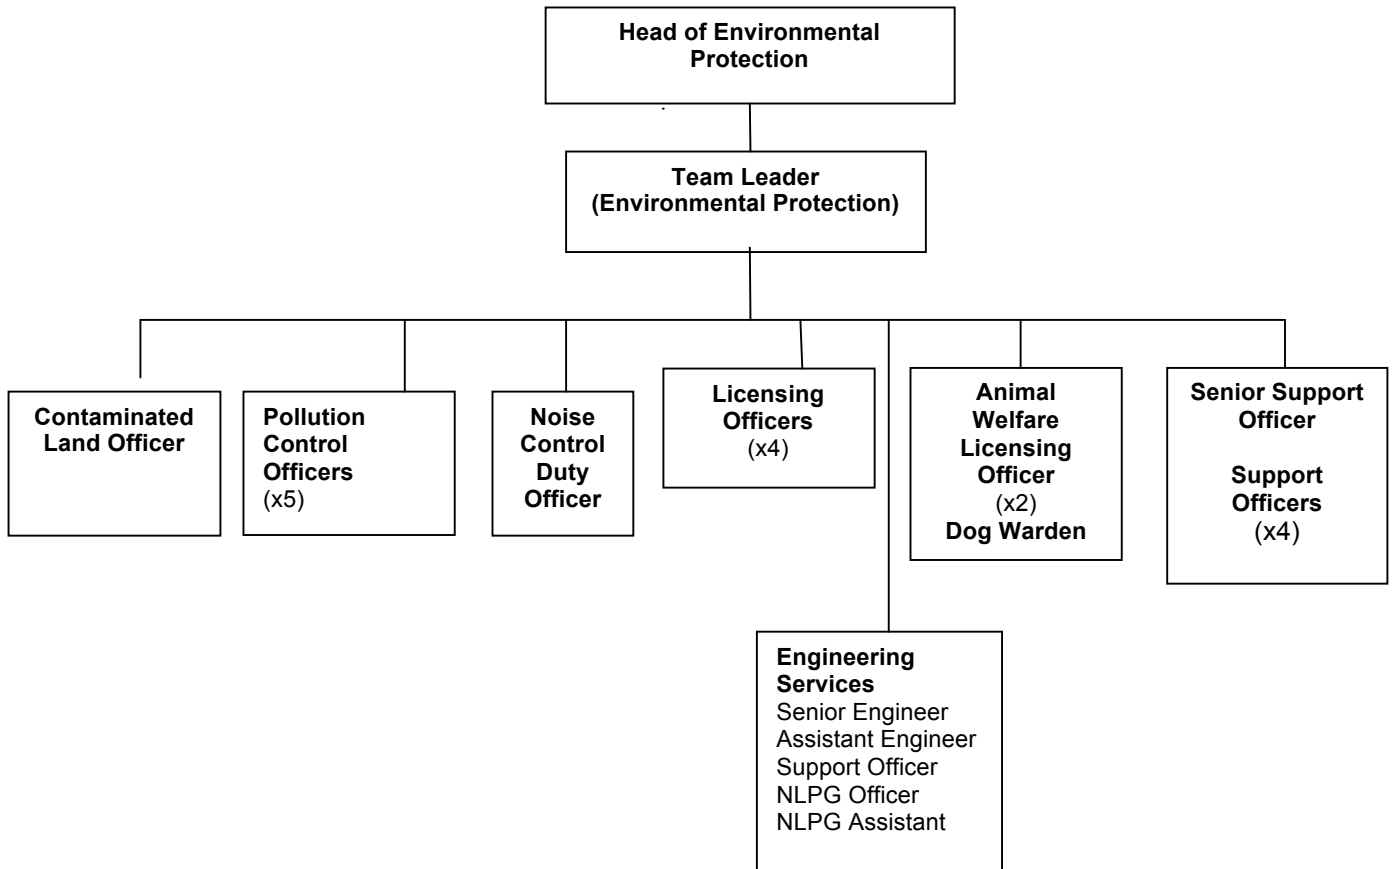 Head of Environmental
Protection
Team Leader
(Environmental Protection)
Contaminated
Land Officer
Pollution
Control
Officers
(x5)
Noise
Control
Duty
Officer
Licensing
Officers
(x4)
Animal
Welfare
Licensing
Officer
(x2)
Dog Warden
Senior Support
Officer
Support
Officers
(x4)
Engineering
Services
Senior Engineer
Assistant Engineer
Support Officer
NLPG Officer
NLPG Assistant